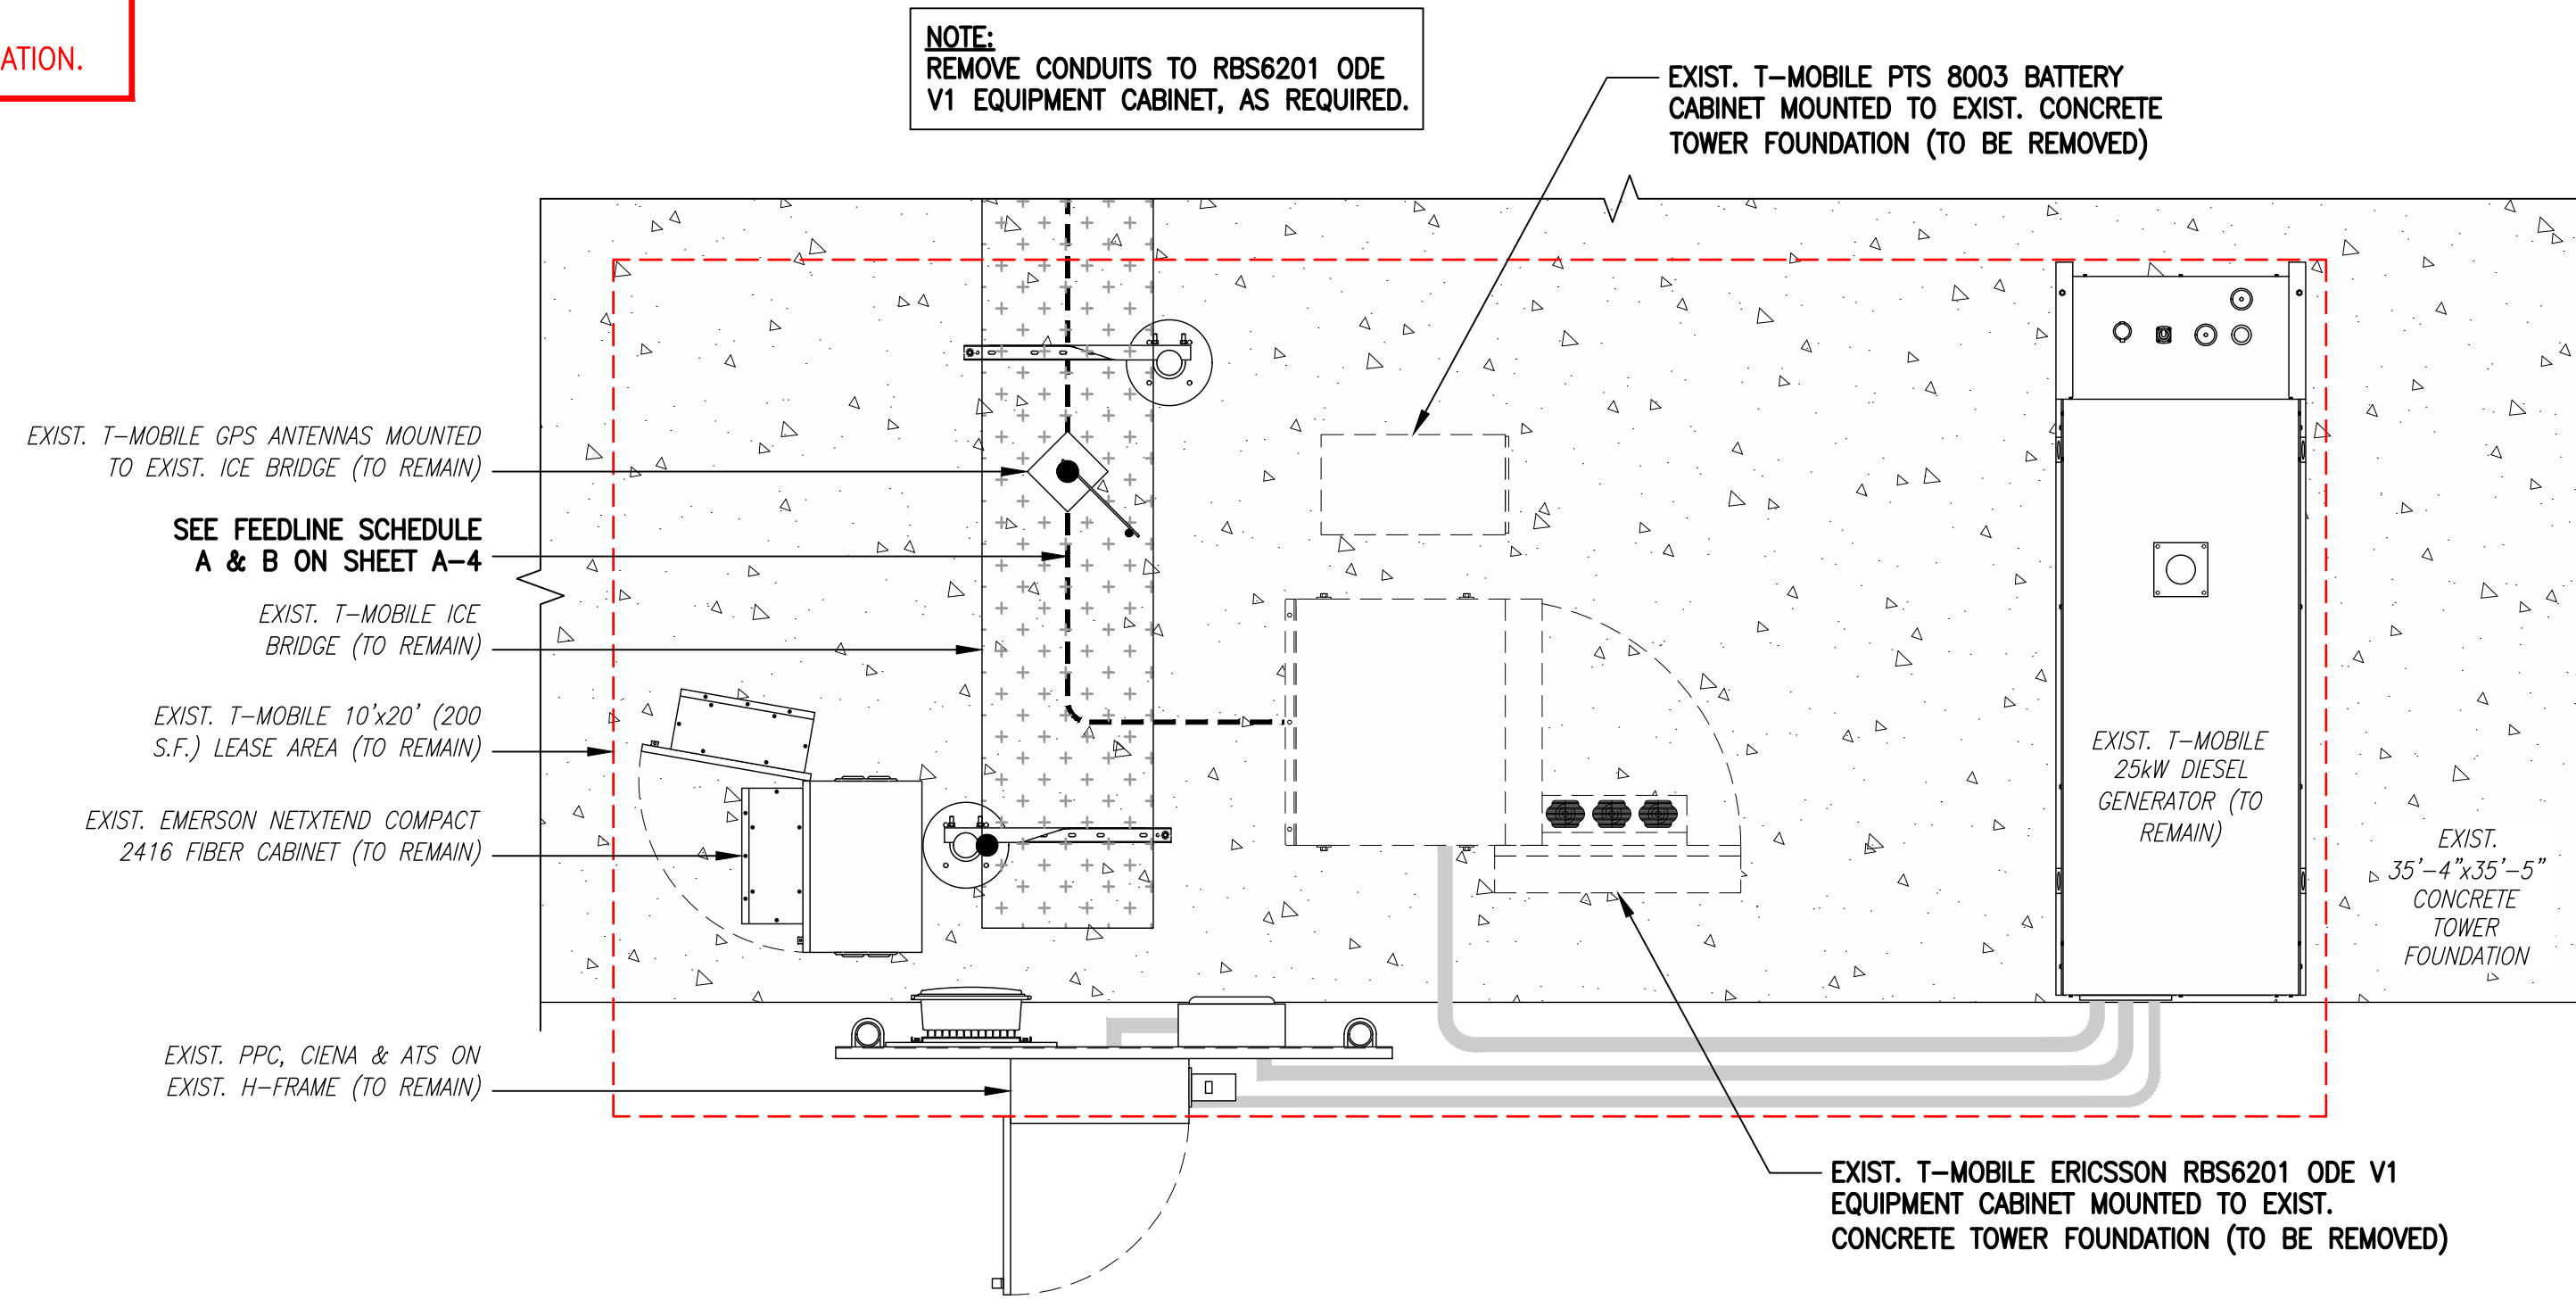 ATION.
NOTE:
REMOVE CONDUITS TO RBS6201 ODE
V1 EQUIPMENT CABINET, AS REQUIRED.
EXIST. T-MOBILE PTS 8003 BATTERY
CABINET MOUNTED TO EXIST. CONCRETE
TOWER FOUNDATION (TO BE REMOVED)
EXIST. T-MOBILE GPS ANTENNAS MOUNTED
TO EXIST. ICE BRIDGE (TO REMAIN)
SEE FEEDLINE SCHEDULE
A & B ON SHEET A-4
EXIST. T-MOBILE ICE
BRIDGE (TO REMAIN)
EXIST. T-MOBILE 10'x20' (200
S.F.) LEASE AREA (TO REMAIN)
EXIST. EMERSON NETXTEND COMPACT
2416 FIBER CABINET (TO REMAIN)
EXIST. PPC, CIENA & ATS ON
EXIST. H-FRAME (TO REMAIN)
EXIST. T-MOBILE
25kW DIESEL
GENERATOR (TO
REMAIN)
EXIST.
35'-4"x35'-5"
CONCRETE
TOWER
FOUNDATION
EXIST. T-MOBILE ERICSSON RBS6201 ODE V1
EQUIPMENT CABINET MOUNTED TO EXIST.
CONCRETE TOWER FOUNDATION (TO BE REMOVED)